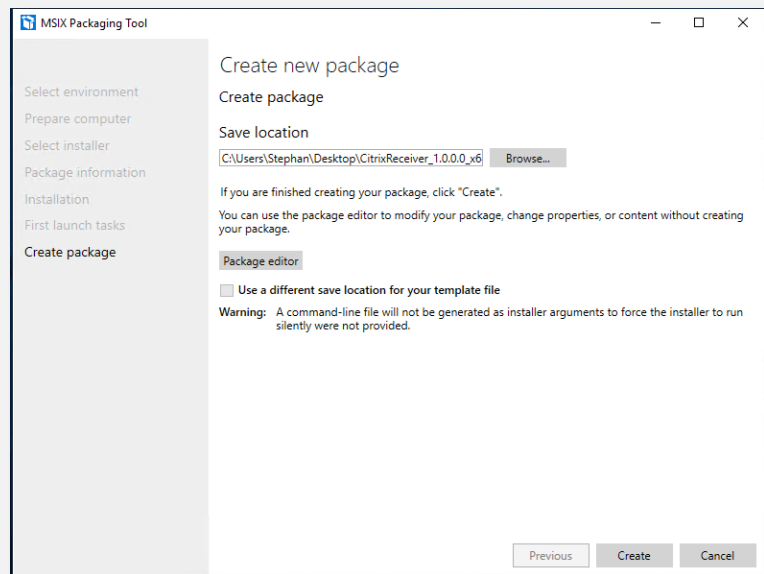 MSIX Packaging Tool
Create new package
Create package
Select environment
Prepare computer
Select installer
Package information
Installation
First launch tasks
Create package
Save location
C:\Users\Stephan\Desktop\CitrixReceiver_1.0.0.0_x6
Browse...
If you are finished creating your package, click "Create".
You can use the package editor to modify your package, change properties, or content without creating
your package.
Package editor
Use a different save location for your template file
Warning: A command-line file will not be generated as installer arguments to force the installer to run
silently were not provided.
Previous
Create
Cancel